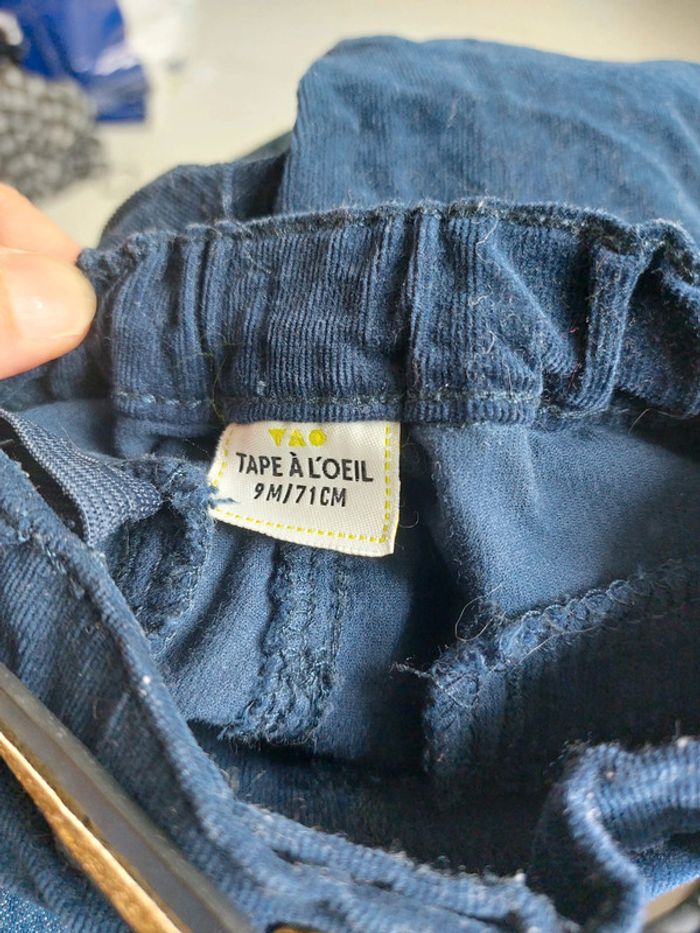 TAO
TAPE À L'OEIL
9M/71CM